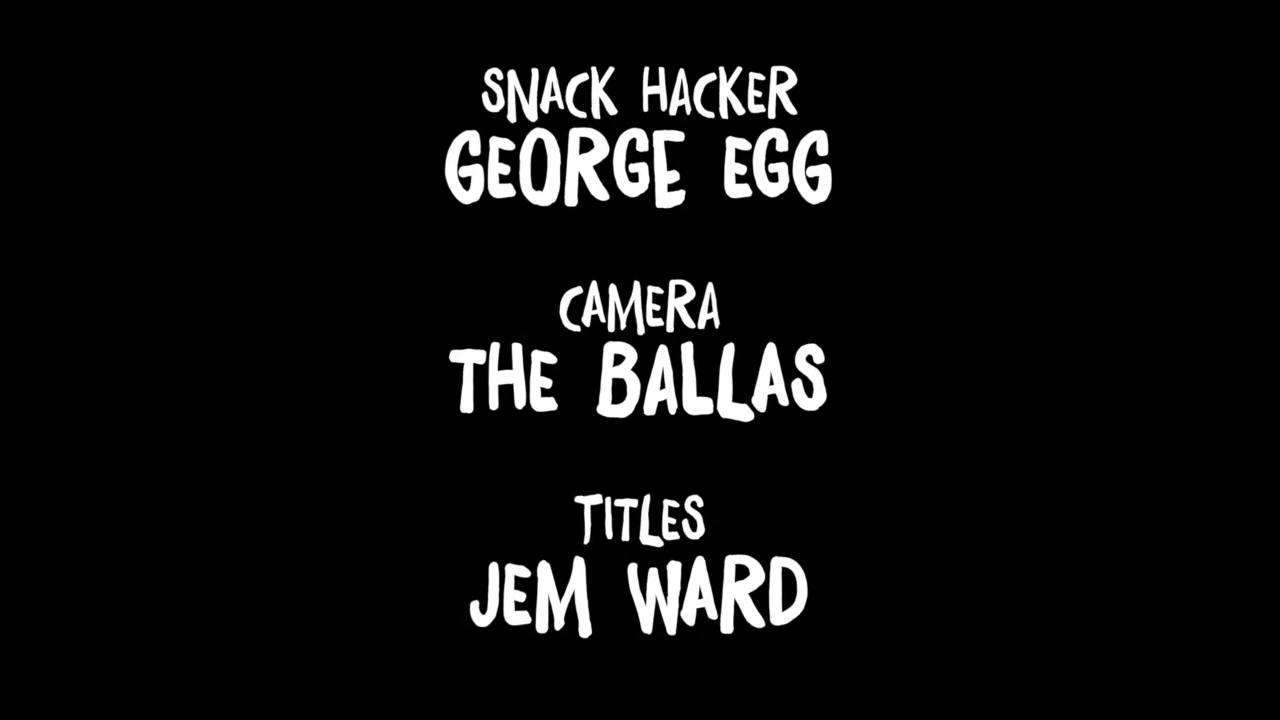 SNACK HACKER
GEORGE EGG
CAMERA
THE BALLAS
TITLES
JEM WARD